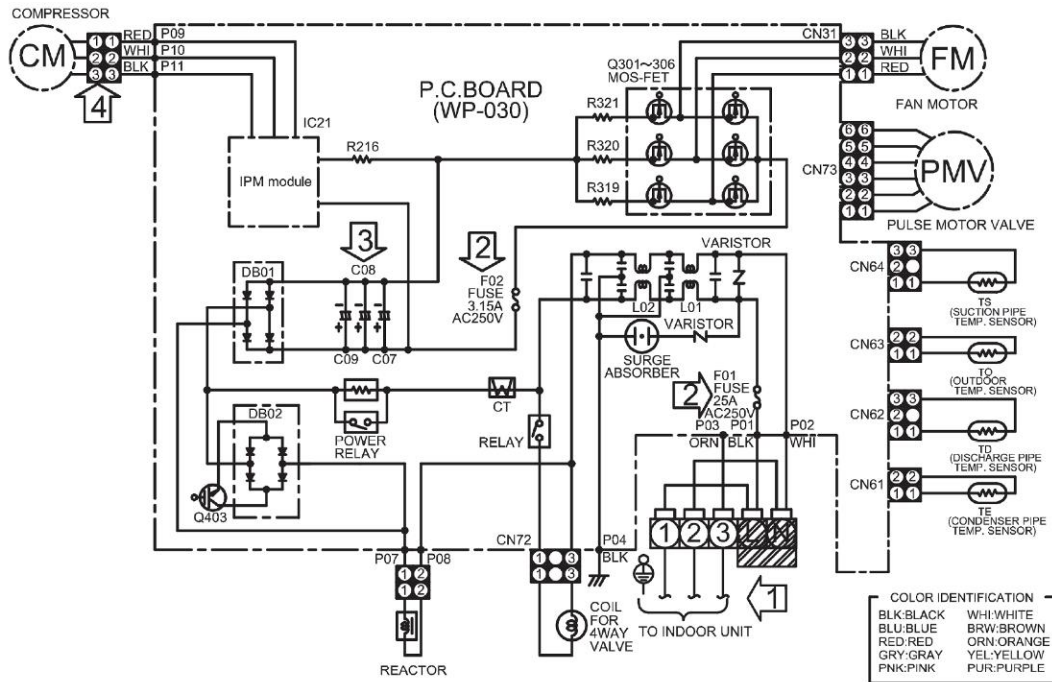 COMPRESSOR
CM
1 1 RED P09
2 2 WHI P10
3 3 BLK P11
4
P.C.BOARD
(WP-030)
IC21
IPM module
R216
Q301~306
MOS-FET
R321
R320
R319
CN31
3 3 BLK
2 2 WHI
1 1 RED
FM
FAN MOTOR
CN73
6 6
5 5
4 4
3 3
2 2
1 1
PMV
PULSE MOTOR VALVE
DB01
3
C08
C09
C07
2
F02
FUSE
3.15A
AC250V
VARISTOR
L02
L01
VARISTOR
SURGE
ABSORBER
2
F01
FUSE
25A
AC250V
CN64
3 3
2
1 1
TS
(SUCTION PIPE
TEMP. SENSOR)
CN63
2 2
1 1
TO
(OUTDOOR
TEMP. SENSOR)
CN62
3 3
2
1 1
TD
(DISCHARGE PIPE
TEMP. SENSOR)
CN61
2 2
1 1
TE
(CONDENSER PIPE
TEMP. SENSOR)
CT
POWER
RELAY
RELAY
DB02
Q403
P03 P01 P02
ORN BLK WHI
P07 P08
1 2
1 2
REACTOR
CN72
1 3
1 3
COIL
FOR
4WAY
VALVE
P04
BLK
1 2 3 L N
1
TO INDOOR UNIT
COLOR IDENTIFICATION
BLK:BLACK WHI:WHITE
BLU:BLUE BRW:BROWN
RED:RED ORN:ORANGE
GRY:GRAY YEL:YELLOW
PNK:PINK PUR:PURPLE